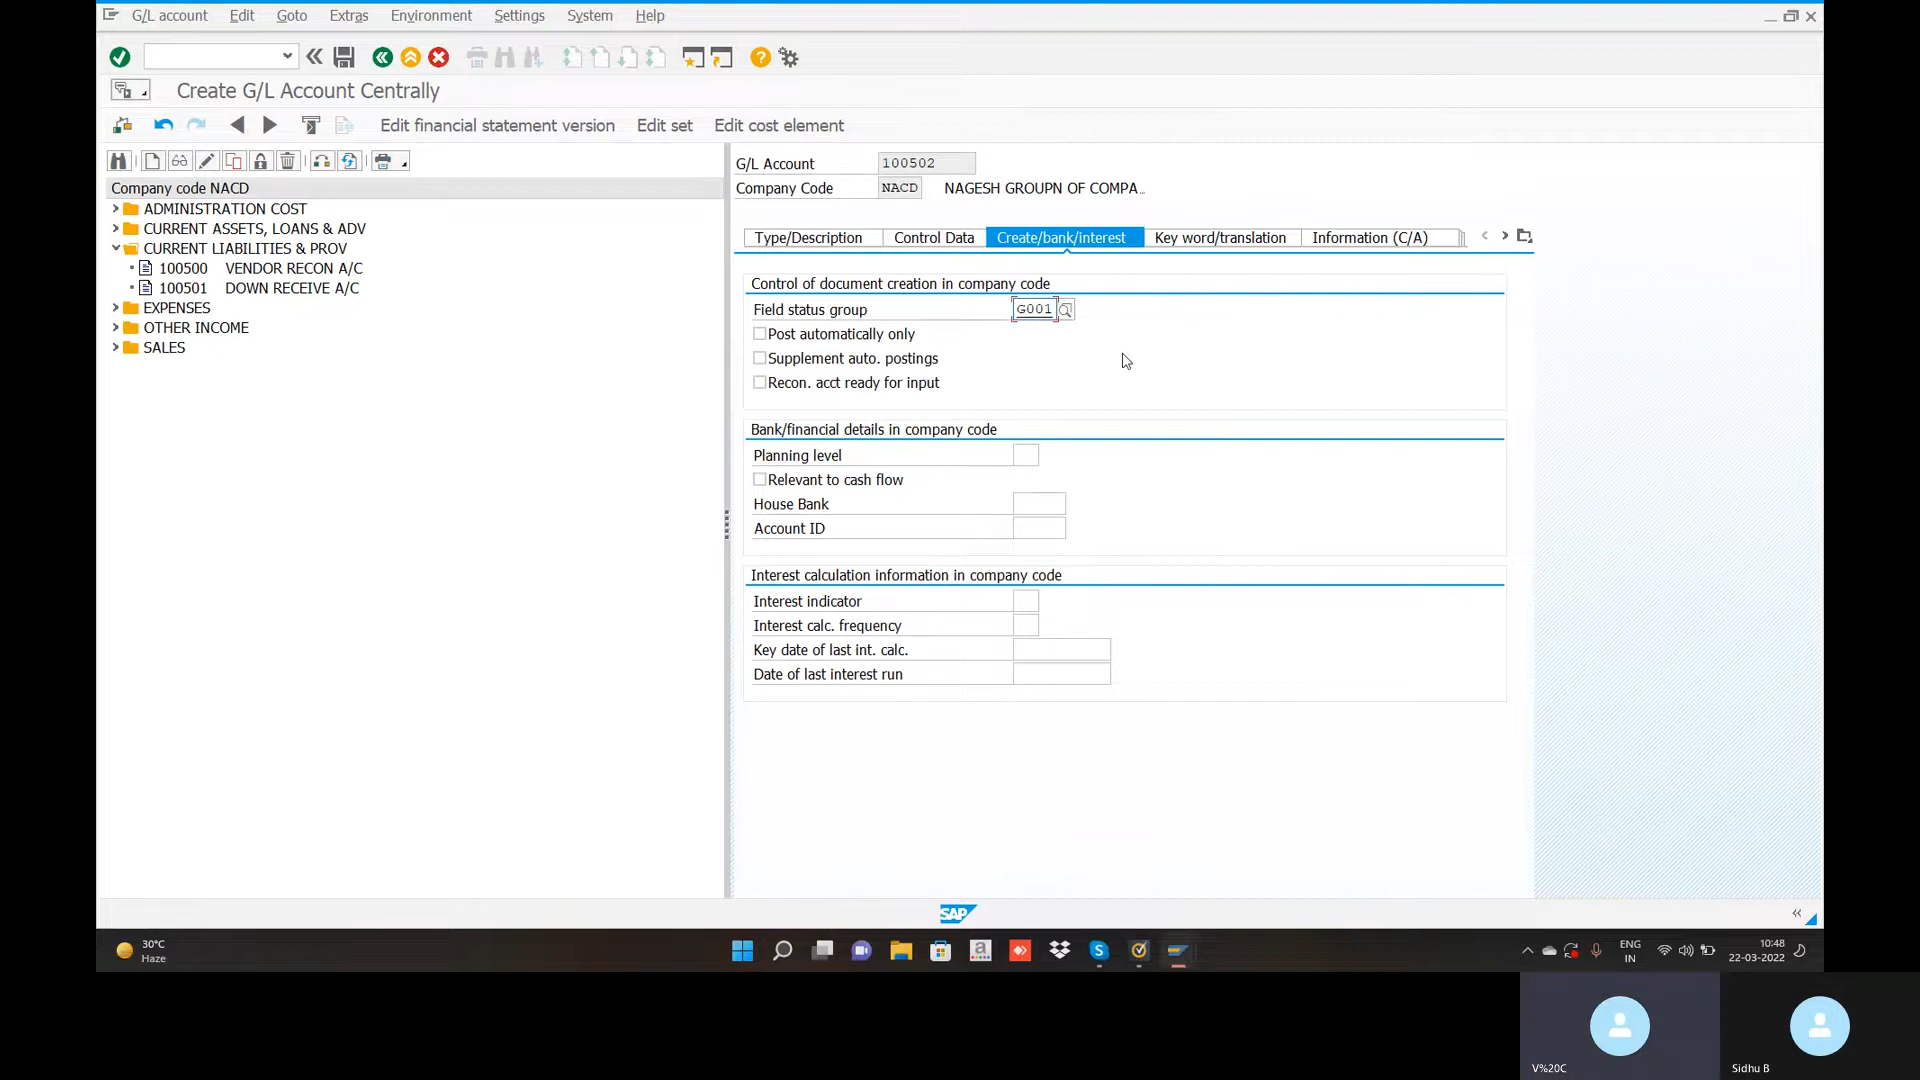 G/L account Edit Goto Extras Environment Settings System Help
Create G/L Account Centrally
Edit financial statement version Edit set Edit cost element
Company code NACD
ADMINISTRATION COST
CURRENT ASSETS, LOANS & ADV
CURRENT LIABILITIES & PROV
100500 VENDOR RECON A/C
100501 DOWN RECEIVE A/C
EXPENSES
OTHER INCOME
SALES
G/L Account 100502
Company Code NACD NAGESH GROUPN OF COMPA…
Type/Description Control Data Create/bank/interest Key word/translation Information (C/A)
Control of document creation in company code
Field status group G001
Post automatically only
Supplement auto. postings
Recon. acct ready for input
Bank/financial details in company code
Planning level
Relevant to cash flow
House Bank
Account ID
Interest calculation information in company code
Interest indicator
Interest calc. frequency
Key date of last int. calc.
Date of last interest run
SAP
30°C
Haze
ENG
IN
10:48
22-03-2022
V%20C
Sidhu B